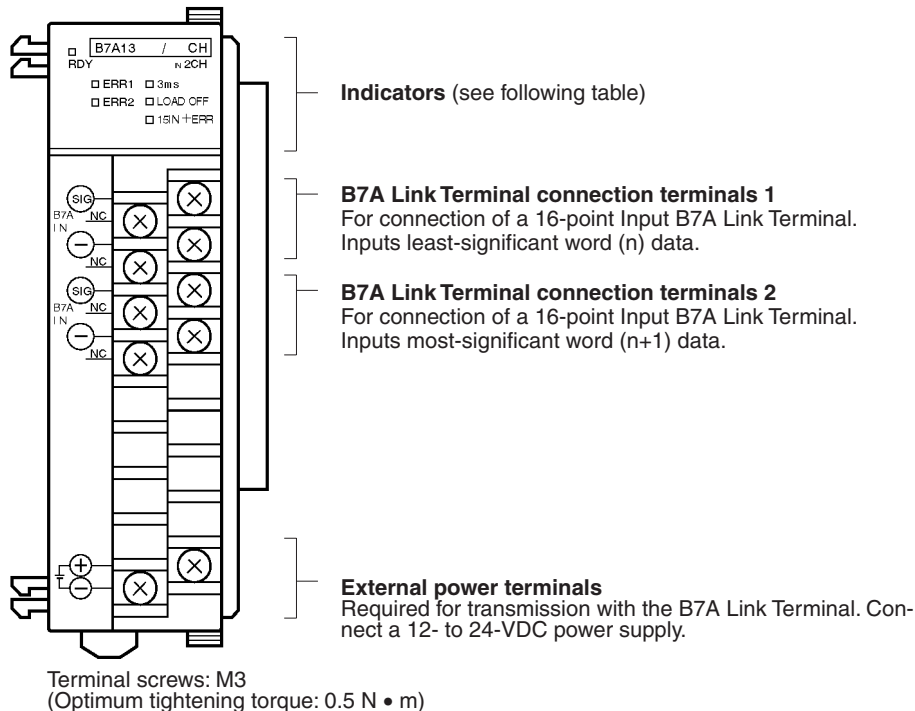 B7A13 / CH
RDY IN 2CH
ERR1 3ms
ERR2 LOAD OFF
15IN+ERR
Indicators (see following table)
SIG
B7A
IN
NC
−
NC
B7A Link Terminal connection terminals 1
For connection of a 16-point Input B7A Link Terminal.
Inputs least-significant word (n) data.
SIG
B7A
IN
NC
−
NC
B7A Link Terminal connection terminals 2
For connection of a 16-point Input B7A Link Terminal.
Inputs most-significant word (n+1) data.
+
−
External power terminals
Required for transmission with the B7A Link Terminal. Con-
nect a 12- to 24-VDC power supply.
Terminal screws: M3
(Optimum tightening torque: 0.5 N • m)